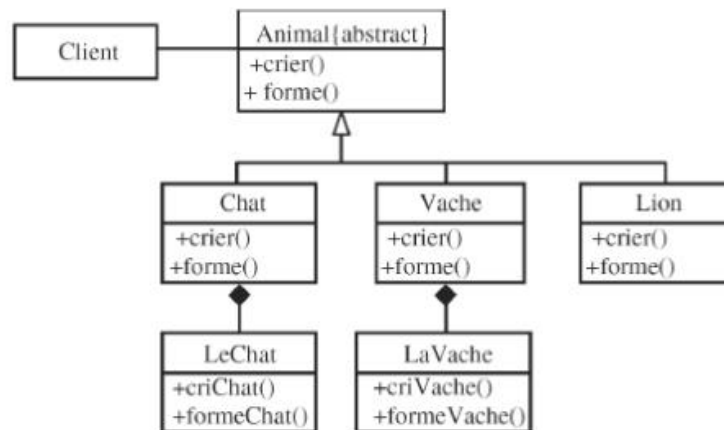 Client
Animal{abstract}
+crier()
+ forme()
Chat
+crier()
+forme()
Vache
+crier()
+forme()
Lion
+crier()
+forme()
LeChat
+criChat()
+formeChat()
LaVache
+criVache()
+formeVache()